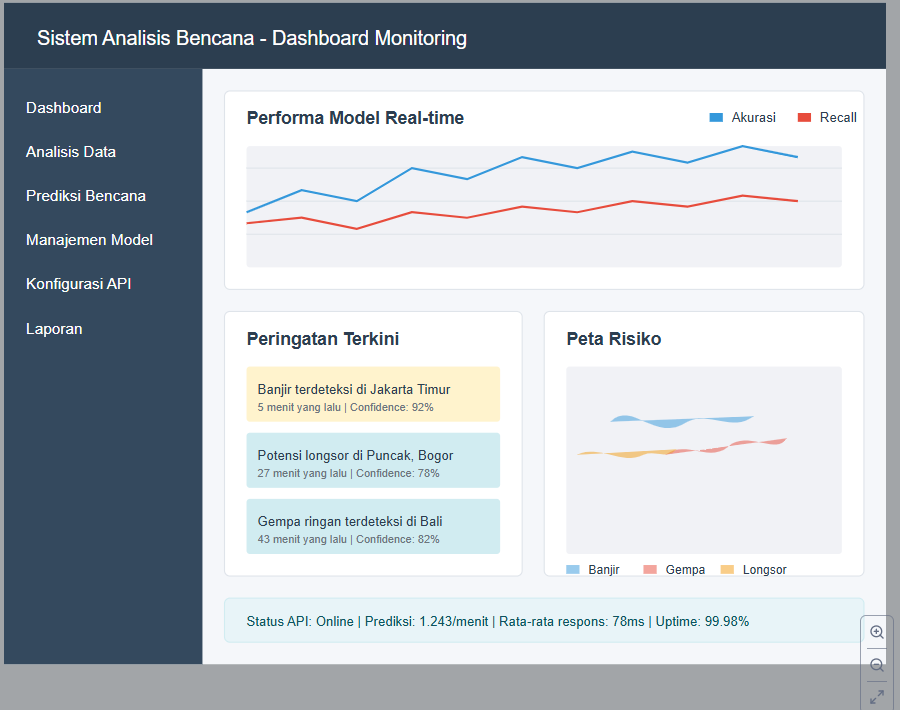 Sistem Analisis Bencana - Dashboard Monitoring
Dashboard
Analisis Data
Prediksi Bencana
Manajemen Model
Konfigurasi API
Laporan
Performa Model Real-time
Akurasi
Recall
Peringatan Terkini
Banjir terdeteksi di Jakarta Timur
5 menit yang lalu | Confidence: 92%
Potensi longsor di Puncak, Bogor
27 menit yang lalu | Confidence: 78%
Gempa ringan terdeteksi di Bali
43 menit yang lalu | Confidence: 82%
Peta Risiko
Banjir
Gempa
Longsor
Status API: Online | Prediksi: 1.243/menit | Rata-rata respons: 78ms | Uptime: 99.98%